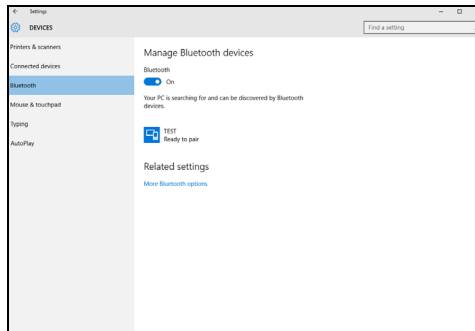 Settings
DEVICES
Find a setting
Printers & scanners
Connected devices
Bluetooth
Mouse & touchpad
Typing
AutoPlay
Manage Bluetooth devices
Bluetooth
On
Your PC is searching for and can be discovered by Bluetooth
devices.
TEST
Ready to pair
Related settings
More Bluetooth options